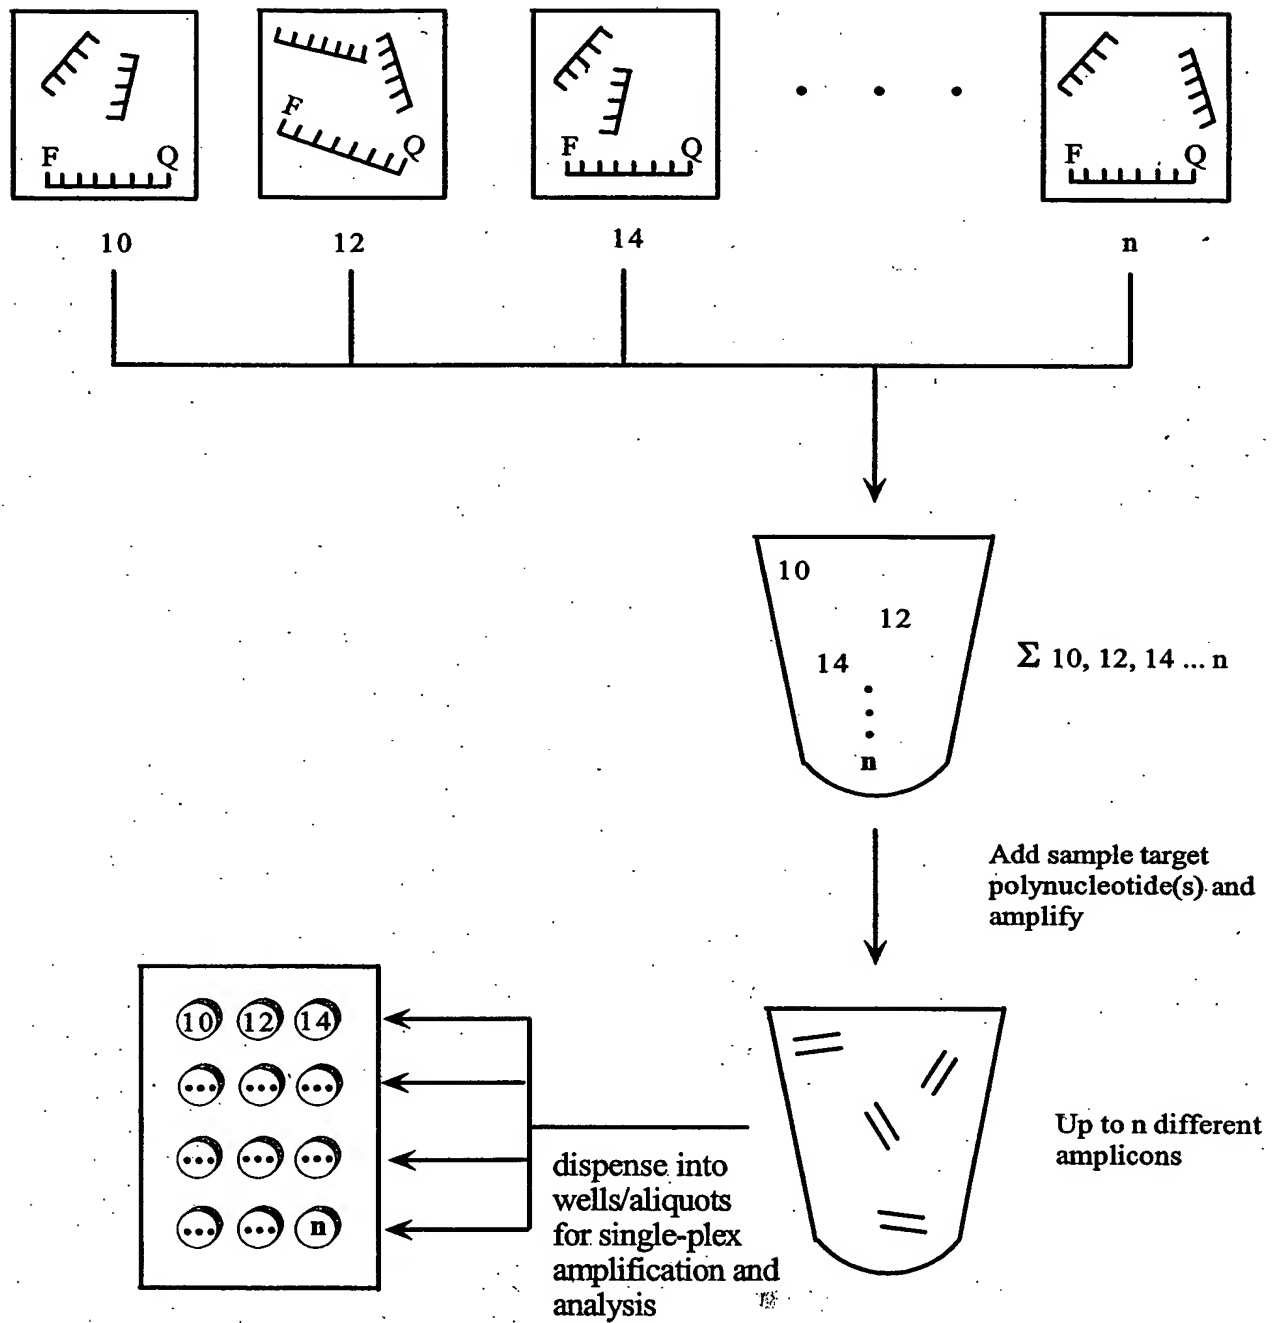 F Q
F Q
F Q
F Q
10 12 14 n
10
12
14
n
Σ 10, 12, 14 ... n
Add sample target
polynucleotide(s) and
amplify
10 12 14
... ... ...
... ... ...
... ... n
Up to n different
amplicons
dispense into
wells/aliquots
for single-plex
amplification and
analysis